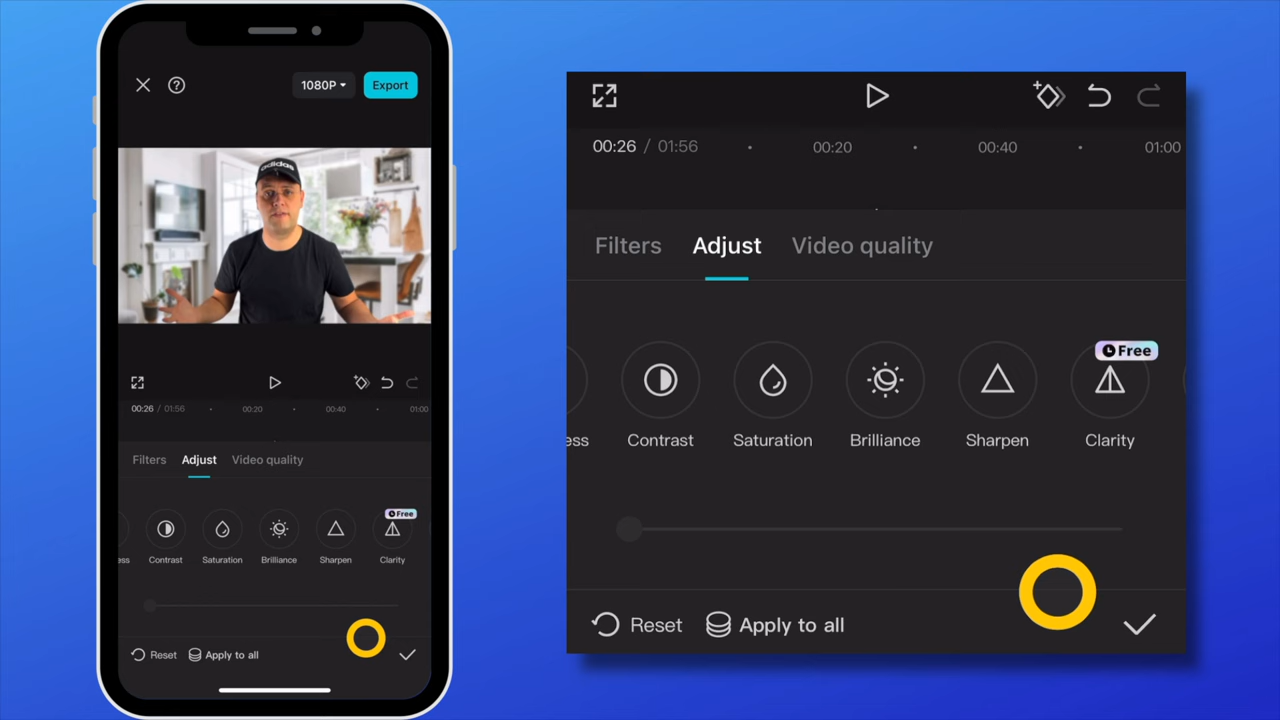 1080P Export
adidas
00:26 / 01:56 00:20 00:40 01:00
Filters Adjust Video quality
Free
ess Contrast Saturation Brilliance Sharpen Clarity
Reset Apply to all
00:26 / 01:56 00:20 00:40 01:00
Filters Adjust Video quality
Free
ess Contrast Saturation Brilliance Sharpen Clarity
Reset Apply to all